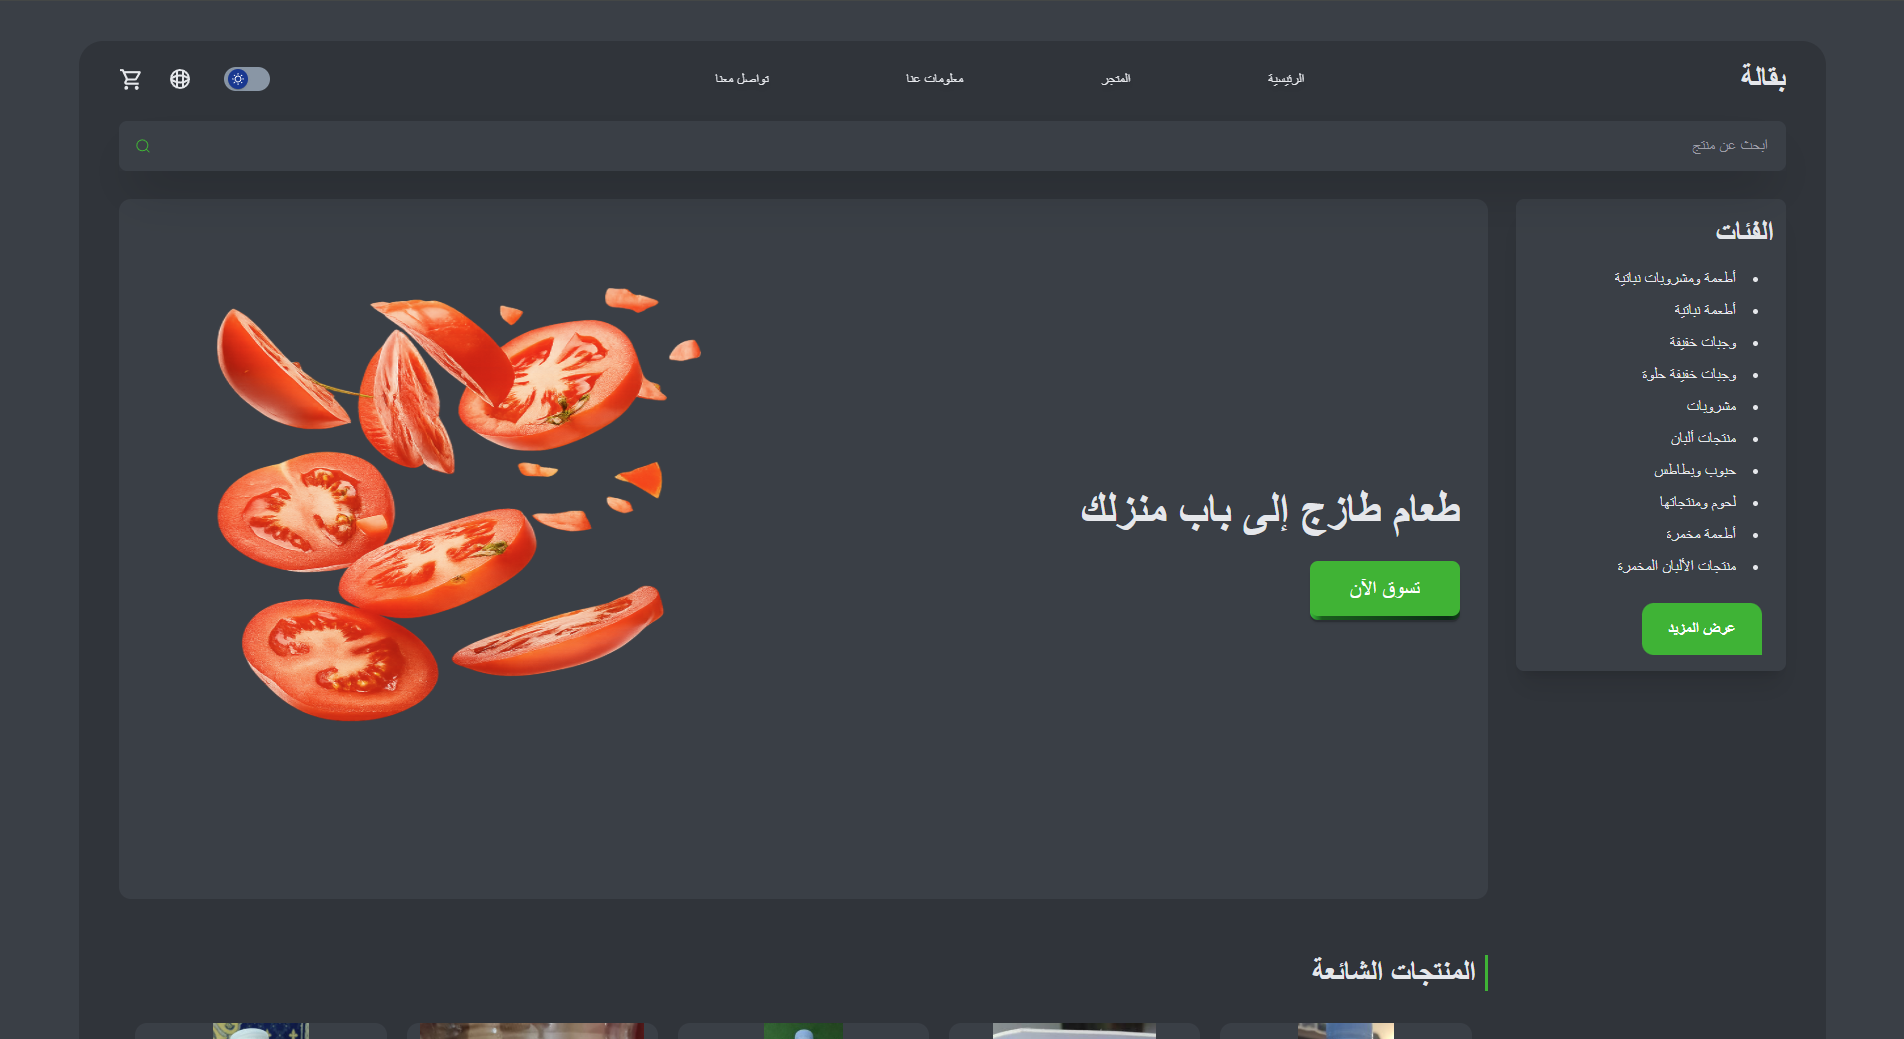 بقالة
الرئيسية
المتجر
معلومات عنا
تواصل معنا
ابحث عن منتج
الفئات
أطعمة ومشروبات نباتية
أطعمة نباتية
وجبات خفيفة
وجبات خفيفة حلوة
مشروبات
منتجات ألبان
حبوب وبطاطس
لحوم ومنتجاتها
أطعمة مخمرة
منتجات الألبان المخمرة
عرض المزيد
طعام طازج إلى باب منزلك
تسوق الآن
المنتجات الشائعة